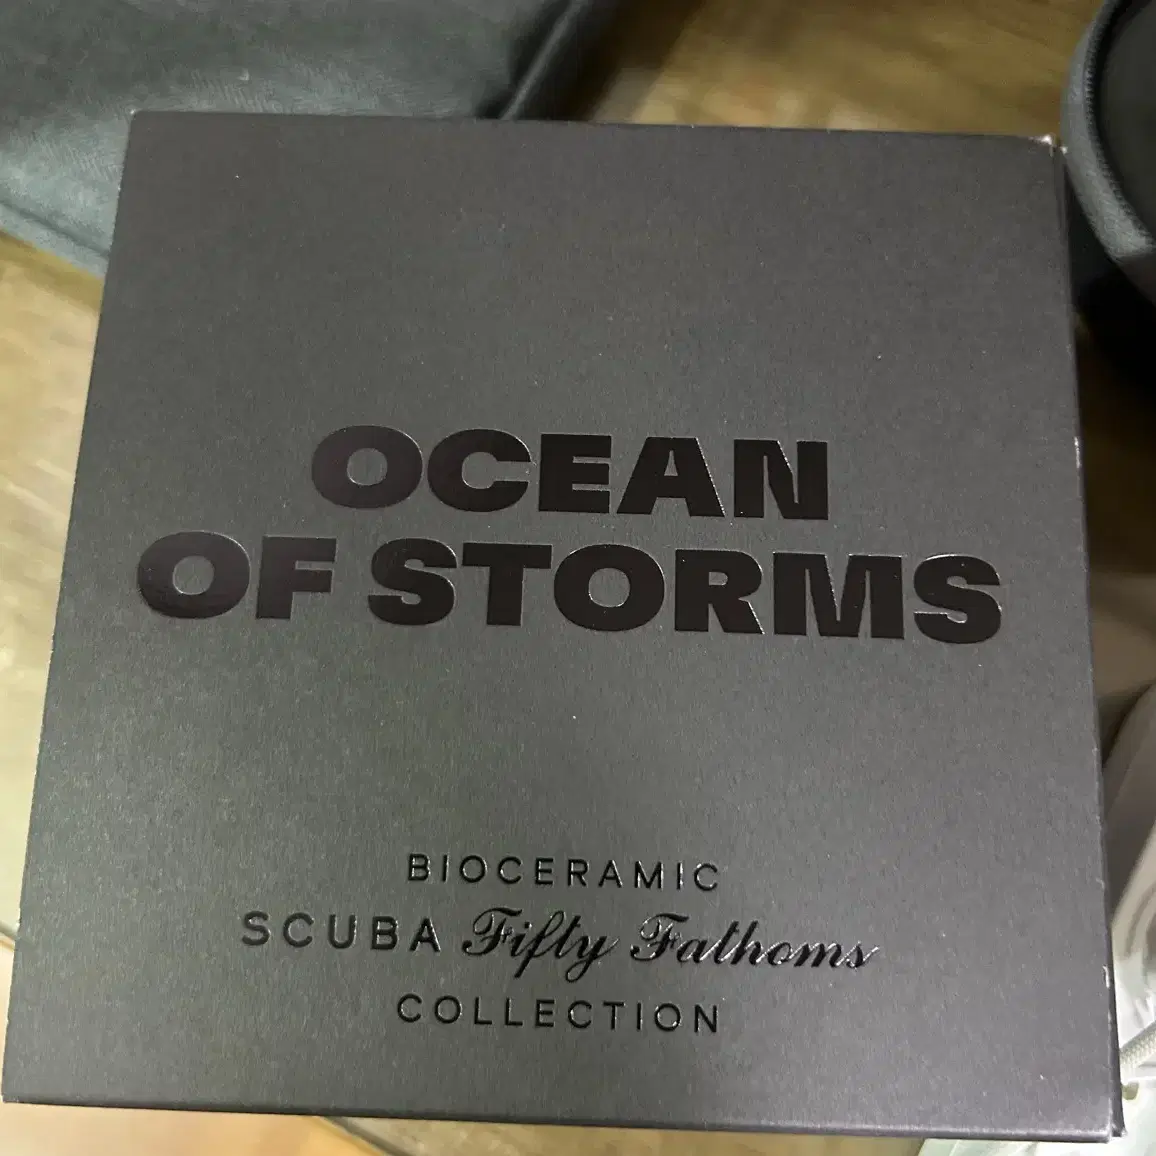 OCEAN
OF STORMS
BIOCERAMIC
SCUBA Fifty Fathoms
COLLECTION